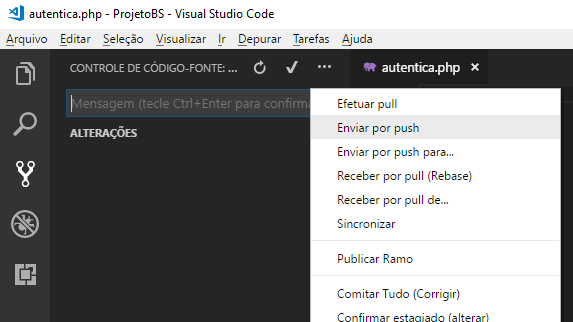 autentica.php - ProjetoBS - Visual Studio Code
Arquivo Editar Seleção Visualizar Ir Depurar Tarefas Ajuda
CONTROLE DE CÓDIGO-FONTE: ...
autentica.php
Mensagem (tecle Ctrl+Enter para confirma
ALTERAÇÕES
Efetuar pull
Enviar por push
Enviar por push para...
Receber por pull (Rebase)
Receber por pull de...
Sincronizar
Publicar Ramo
Comitar Tudo (Corrigir)
Confirmar estagiado (alterar)